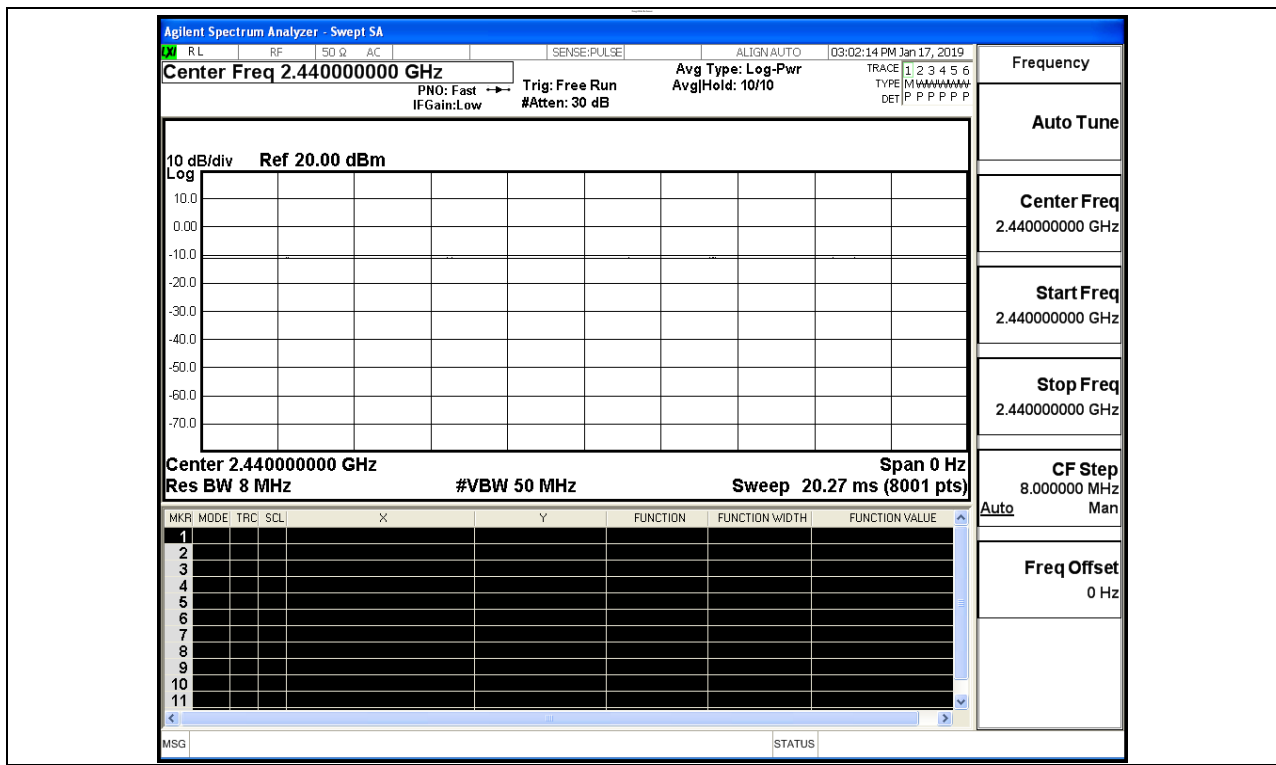 Agilent Spectrum Analyzer - Swept SA
LXI RL RF 50 Ω AC SENSE:PULSE ALIGN AUTO 03:02:14 PM Jan 17, 2019
Center Freq 2.440000000 GHz
PNO: Fast
IFGain:Low
Trig: Free Run
#Atten: 30 dB
Avg Type: Log-Pwr
Avg|Hold: 10/10
TRACE 1 2 3 4 5 6
TYPE M WWWWW
DET P P P P P P
10 dB/div Ref 20.00 dBm
Log
10.0
0.00
-10.0
-20.0
-30.0
-40.0
-50.0
-60.0
-70.0
Center 2.440000000 GHz Span 0 Hz
Res BW 8 MHz #VBW 50 MHz Sweep 20.27 ms (8001 pts)
MKR MODE TRC SCL X Y FUNCTION FUNCTION WIDTH FUNCTION VALUE
1
2
3
4
5
6
7
8
9
10
11
MSG STATUS
Frequency
Auto Tune
Center Freq
2.440000000 GHz
Start Freq
2.440000000 GHz
Stop Freq
2.440000000 GHz
CF Step
8.000000 MHz
Auto Man
Freq Offset
0 Hz